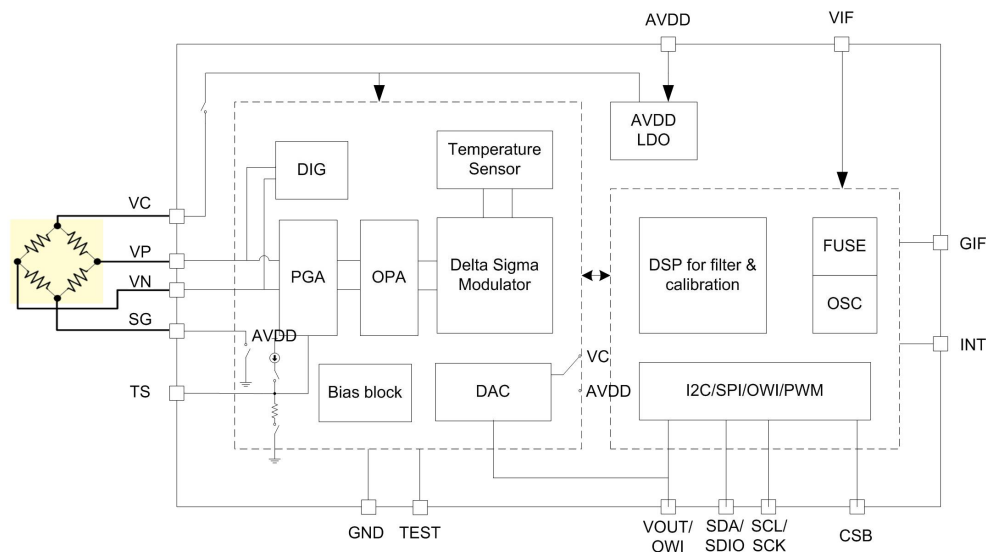 AVDD
VIF
AVDD
LDO
DIG
Temperature
Sensor
VC
VP
VN
SG
TS
PGA
OPA
Delta Sigma
Modulator
DSP for filter &
calibration
FUSE
OSC
GIF
INT
AVDD
Bias block
DAC
VC
AVDD
I2C/SPI/OWI/PWM
GND
TEST
VOUT/
OWI
SDA/
SDIO
SCL/
SCK
CSB